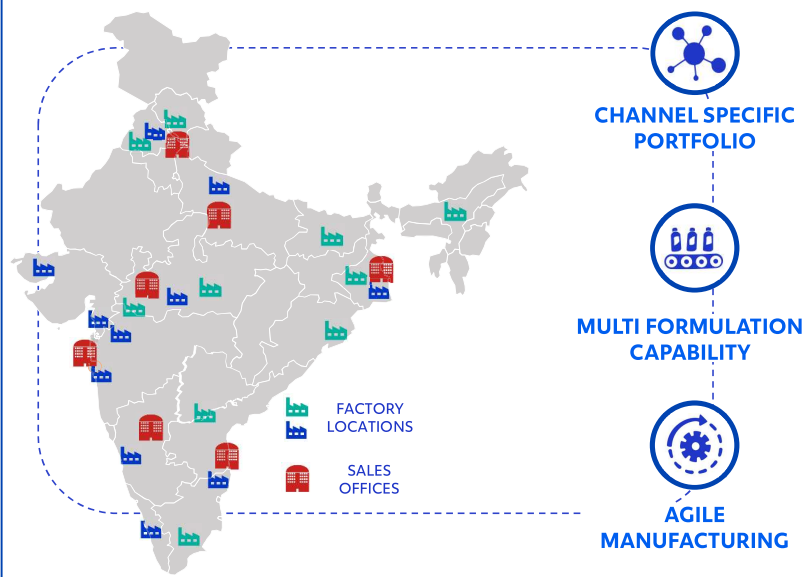 CHANNEL SPECIFIC
PORTFOLIO
MULTI FORMULATION
CAPABILITY
FACTORY
LOCATIONS
SALES
OFFICES
AGILE
MANUFACTURING